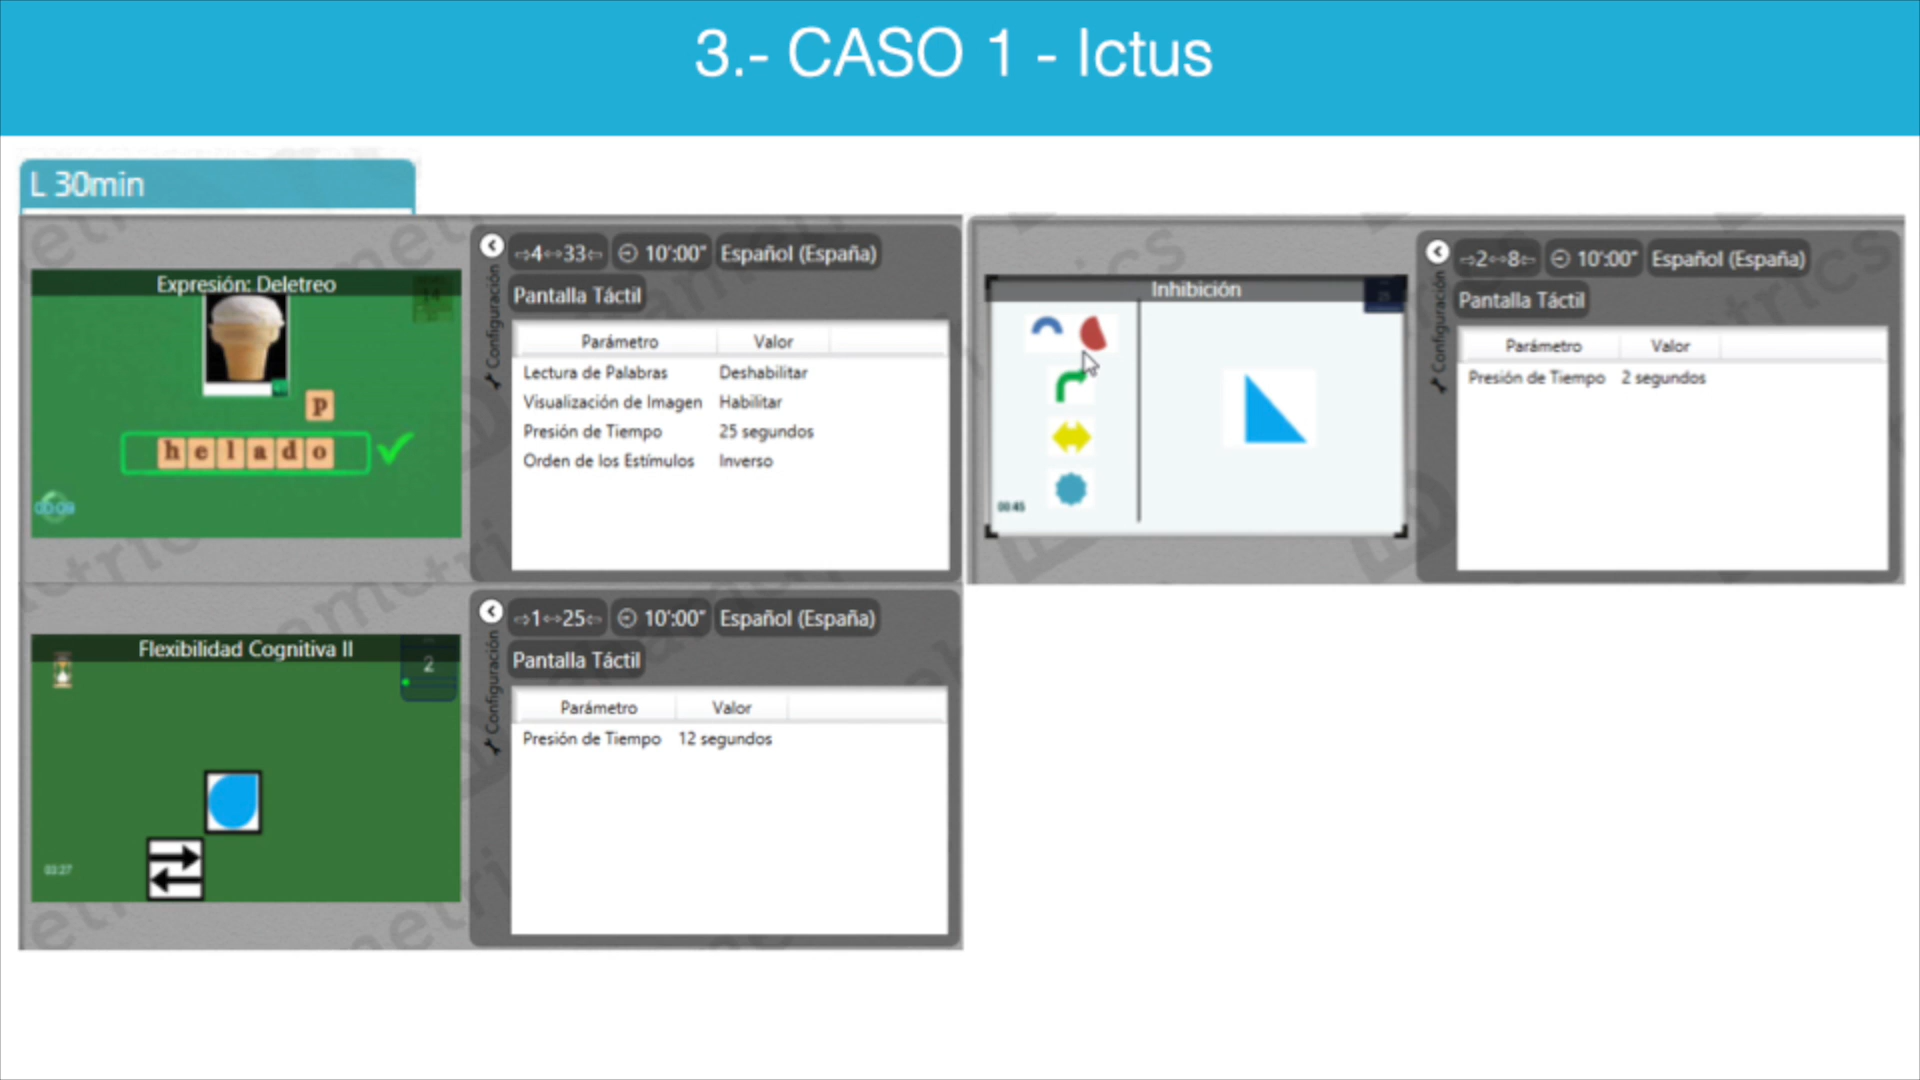 3.- CASO 1 - Ictus
L 30min
Expresión: Deletreo
14
p
h e l a d o
00:09
Configuración
⇨4⇔33⇦ 10':00" Español (España)
Pantalla Táctil
Parámetro Valor
Lectura de Palabras Deshabilitar
Visualización de Imagen Habilitar
Presión de Tiempo 25 segundos
Orden de los Estímulos Inverso
Inhibición
00:45
Configuración
⇨2⇔8⇦ 10':00" Español (España)
Pantalla Táctil
Parámetro Valor
Presión de Tiempo 2 segundos
Flexibilidad Cognitiva II
2
03:27
Configuración
⇨1⇔25⇦ 10':00" Español (España)
Pantalla Táctil
Parámetro Valor
Presión de Tiempo 12 segundos